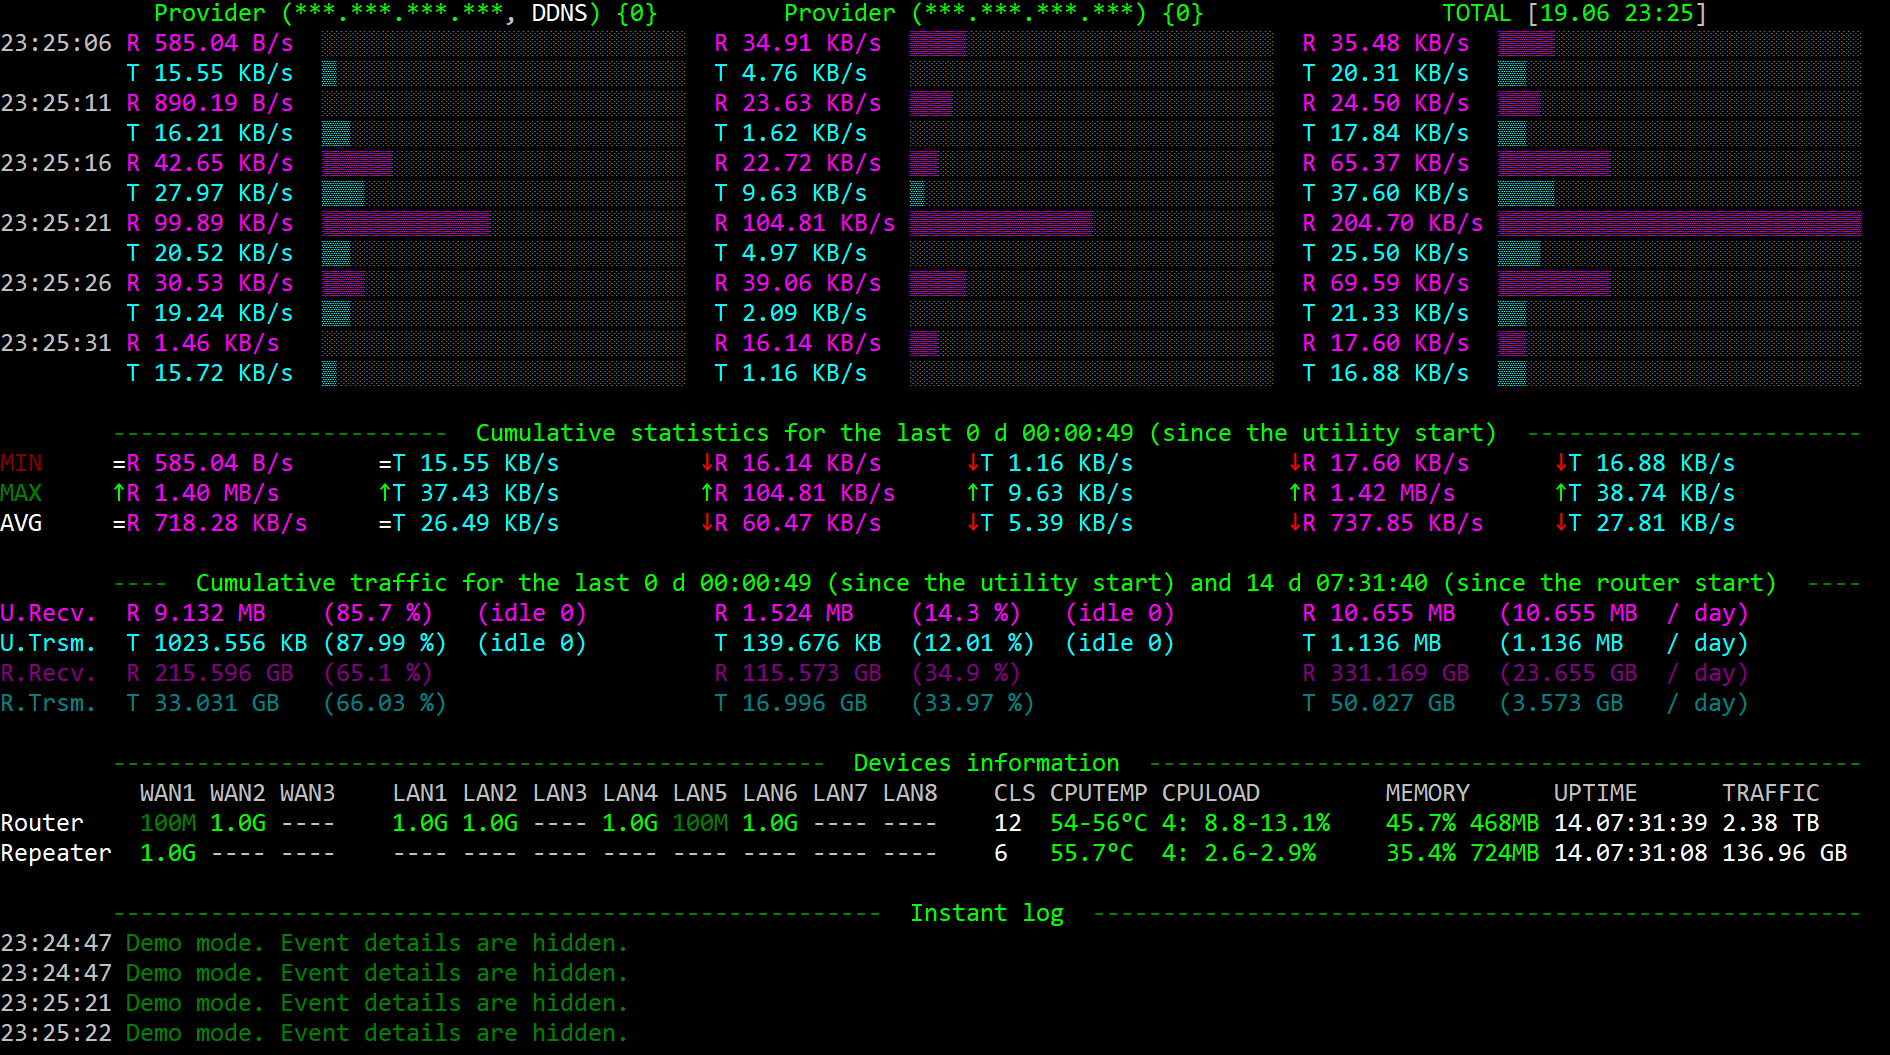 Provider (***.***.***.***, DDNS) {0} Provider (***.***.***.***) {0} TOTAL [19.06 23:25]
23:25:06 R 585.04 B/s R 34.91 KB/s R 35.48 KB/s
T 15.55 KB/s T 4.76 KB/s T 20.31 KB/s
23:25:11 R 890.19 B/s R 23.63 KB/s R 24.50 KB/s
T 16.21 KB/s T 1.62 KB/s T 17.84 KB/s
23:25:16 R 42.65 KB/s R 22.72 KB/s R 65.37 KB/s
T 27.97 KB/s T 9.63 KB/s T 37.60 KB/s
23:25:21 R 99.89 KB/s R 104.81 KB/s R 204.70 KB/s
T 20.52 KB/s T 4.97 KB/s T 25.50 KB/s
23:25:26 R 30.53 KB/s R 39.06 KB/s R 69.59 KB/s
T 19.24 KB/s T 2.09 KB/s T 21.33 KB/s
23:25:31 R 1.46 KB/s R 16.14 KB/s R 17.60 KB/s
T 15.72 KB/s T 1.16 KB/s T 16.88 KB/s
------------------------ Cumulative statistics for the last 0 d 00:00:49 (since the utility start) ------------------------
MIN =R 585.04 B/s =T 15.55 KB/s ↓R 16.14 KB/s ↓T 1.16 KB/s ↓R 17.60 KB/s ↓T 16.88 KB/s
MAX ↑R 1.40 MB/s ↑T 37.43 KB/s ↑R 104.81 KB/s ↑T 9.63 KB/s ↑R 1.42 MB/s ↑T 38.74 KB/s
AVG =R 718.28 KB/s =T 26.49 KB/s ↓R 60.47 KB/s ↓T 5.39 KB/s ↓R 737.85 KB/s ↓T 27.81 KB/s
---- Cumulative traffic for the last 0 d 00:00:49 (since the utility start) and 14 d 07:31:40 (since the router start) ----
U.Recv. R 9.132 MB (85.7 %) (idle 0) R 1.524 MB (14.3 %) (idle 0) R 10.655 MB (10.655 MB / day)
U.Trsm. T 1023.556 KB (87.99 %) (idle 0) T 139.676 KB (12.01 %) (idle 0) T 1.136 MB (1.136 MB / day)
R.Recv. R 215.596 GB (65.1 %) R 115.573 GB (34.9 %) R 331.169 GB (23.655 GB / day)
R.Trsm. T 33.031 GB (66.03 %) T 16.996 GB (33.97 %) T 50.027 GB (3.573 GB / day)
--------------------------------------------------- Devices information ---------------------------------------------------
WAN1 WAN2 WAN3 LAN1 LAN2 LAN3 LAN4 LAN5 LAN6 LAN7 LAN8 CLS CPUTEMP CPULOAD MEMORY UPTIME TRAFFIC
Router 100M 1.0G ---- 1.0G 1.0G ---- 1.0G 100M 1.0G ---- ---- 12 54-56°C 4: 8.8-13.1% 45.7% 468MB 14.07:31:39 2.38 TB
Repeater 1.0G ---- ---- ---- ---- ---- ---- ---- ---- ---- ---- 6 55.7°C 4: 2.6-2.9% 35.4% 724MB 14.07:31:08 136.96 GB
------------------------------------------------------- Instant log -------------------------------------------------------
23:24:47 Demo mode. Event details are hidden.
23:24:47 Demo mode. Event details are hidden.
23:25:21 Demo mode. Event details are hidden.
23:25:22 Demo mode. Event details are hidden.